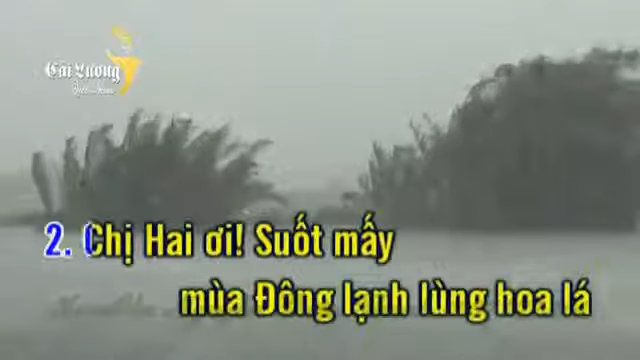 Cải Lương
2. Chị Hai ơi! Suốt mấy
mùa Đông lạnh lùng hoa lá